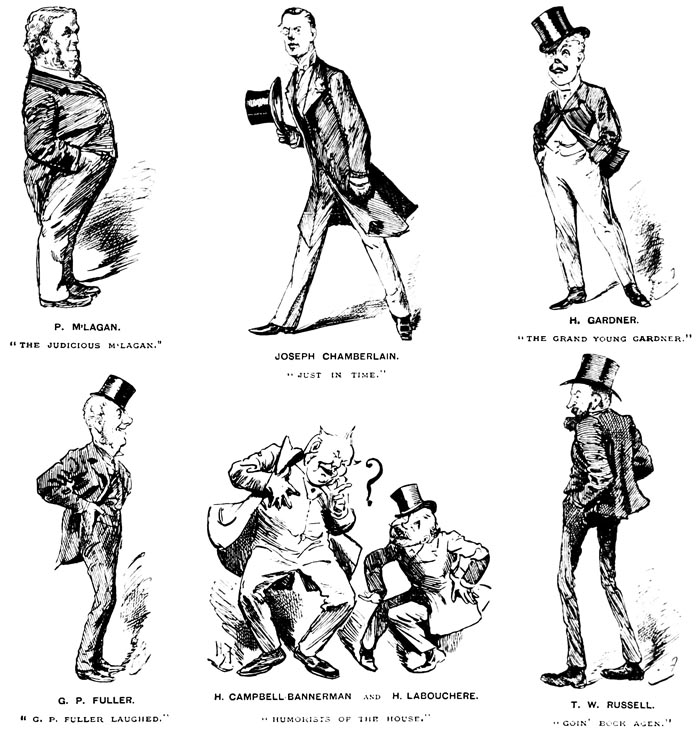 P. M'LAGAN.
"THE JUDICIOUS M'LAGAN."
JOSEPH CHAMBERLAIN.
"JUST IN TIME."
H. GARDNER.
"THE GRAND YOUNG GARDNER."
G. P. FULLER.
"G. P. FULLER LAUGHED."
?
H. CAMPBELL-BANNERMAN AND H. LABOUCHERE.
"HUMORISTS OF THE HOUSE."
T. W. RUSSELL.
"GOIN' BOCK AGEN."